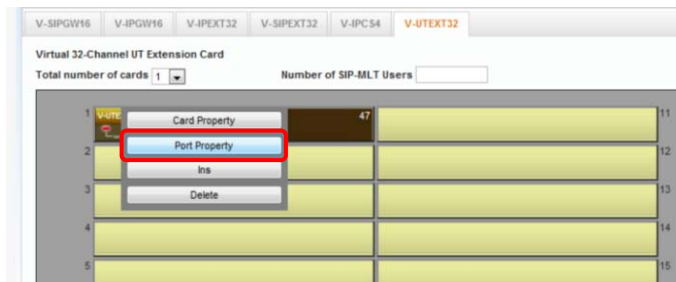 V-SIPGW16 V-IPGW16 V-IPEXT32 V-SIPEXT32 V-IPCS4 V-UTEXT32
Virtual 32-Channel UT Extension Card
Total number of cards 1 Number of SIP-MLT Users
1 V-UTE 47 11
Card Property
Port Property
2 12
Ins
3 13
Delete
4 14
5 15